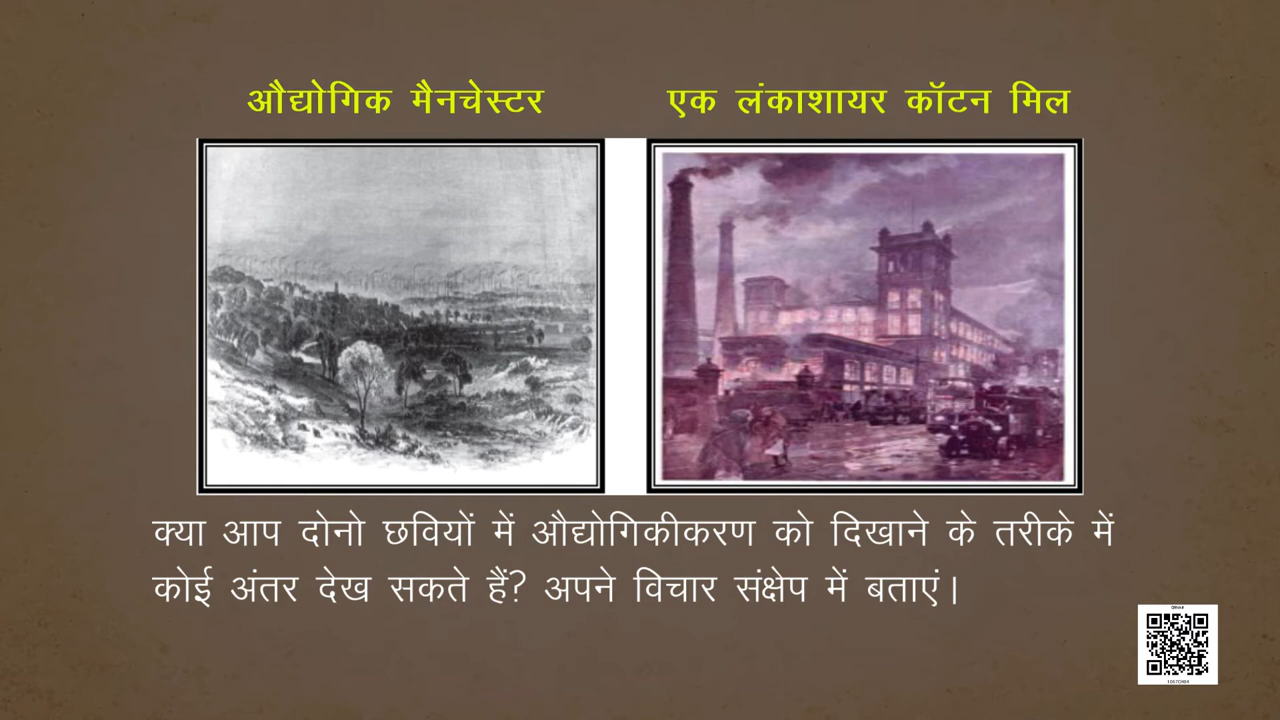 औद्योगिक मैनचेस्टर
एक लंकाशायर कॉटन मिल
क्या आप दोनो छवियों में औद्योगिकीकरण को दिखाने के तरीके में
कोई अंतर देख सकते हैं? अपने विचार संक्षेप में बताएं।